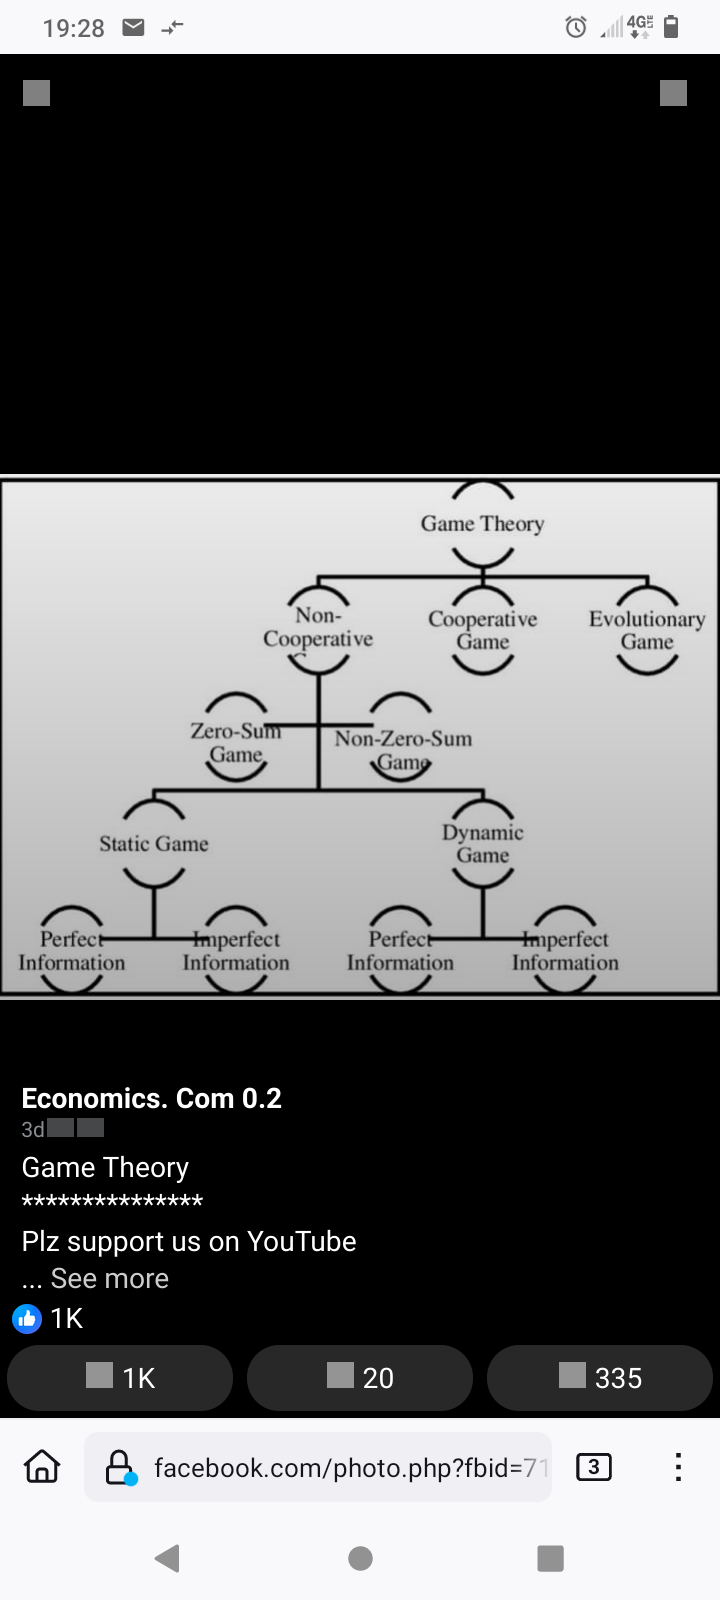 19:28
4G LTE
Game Theory
Non-
Cooperative
Cooperative
Game
Evolutionary
Game
Zero-Sum
Game
Non-Zero-Sum
Game
Static Game
Dynamic
Game
Perfect
Information
Imperfect
Information
Perfect
Information
Imperfect
Information
Economics. Com 0.2
3d
Game Theory
***************
Plz support us on YouTube
... See more
1K
1K
20
335
facebook.com/photo.php?fbid=71
3